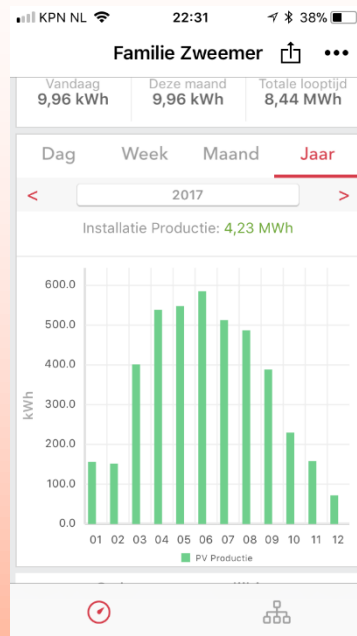 KPN NL 22:31 38%
Familie Zweemer
Vandaag Deze maand Totale looptijd
9,96 kWh 9,96 kWh 8,44 MWh
Dag Week Maand Jaar
< 2017 >
Installatie Productie: 4,23 MWh
600.0
500.0
400.0
300.0
200.0
100.0
0.0
kWh
01 02 03 04 05 06 07 08 09 10 11 12
PV Productie